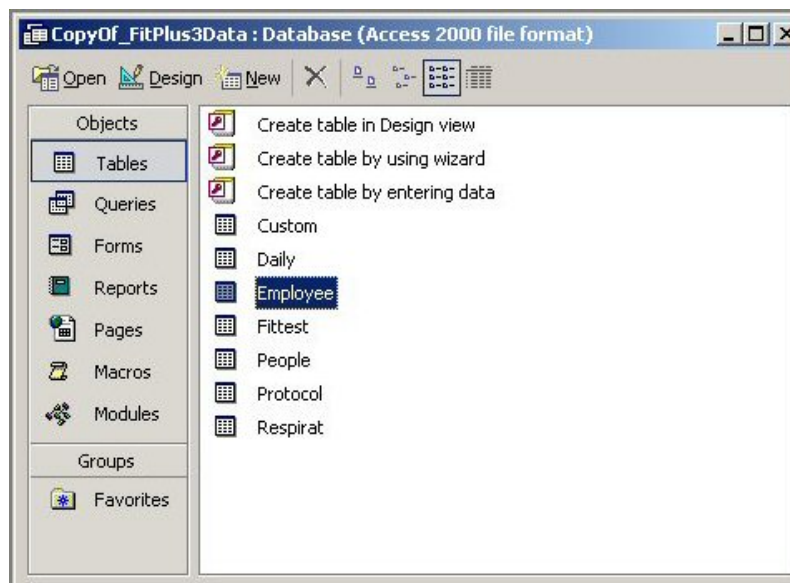 CopyOf_FitPlus3Data : Database (Access 2000 file format)
Open Design New
Objects
Tables
Queries
Forms
Reports
Pages
Macros
Modules
Groups
Favorites
Create table in Design view
Create table by using wizard
Create table by entering data
Custom
Daily
Employee
Fittest
People
Protocol
Respirat